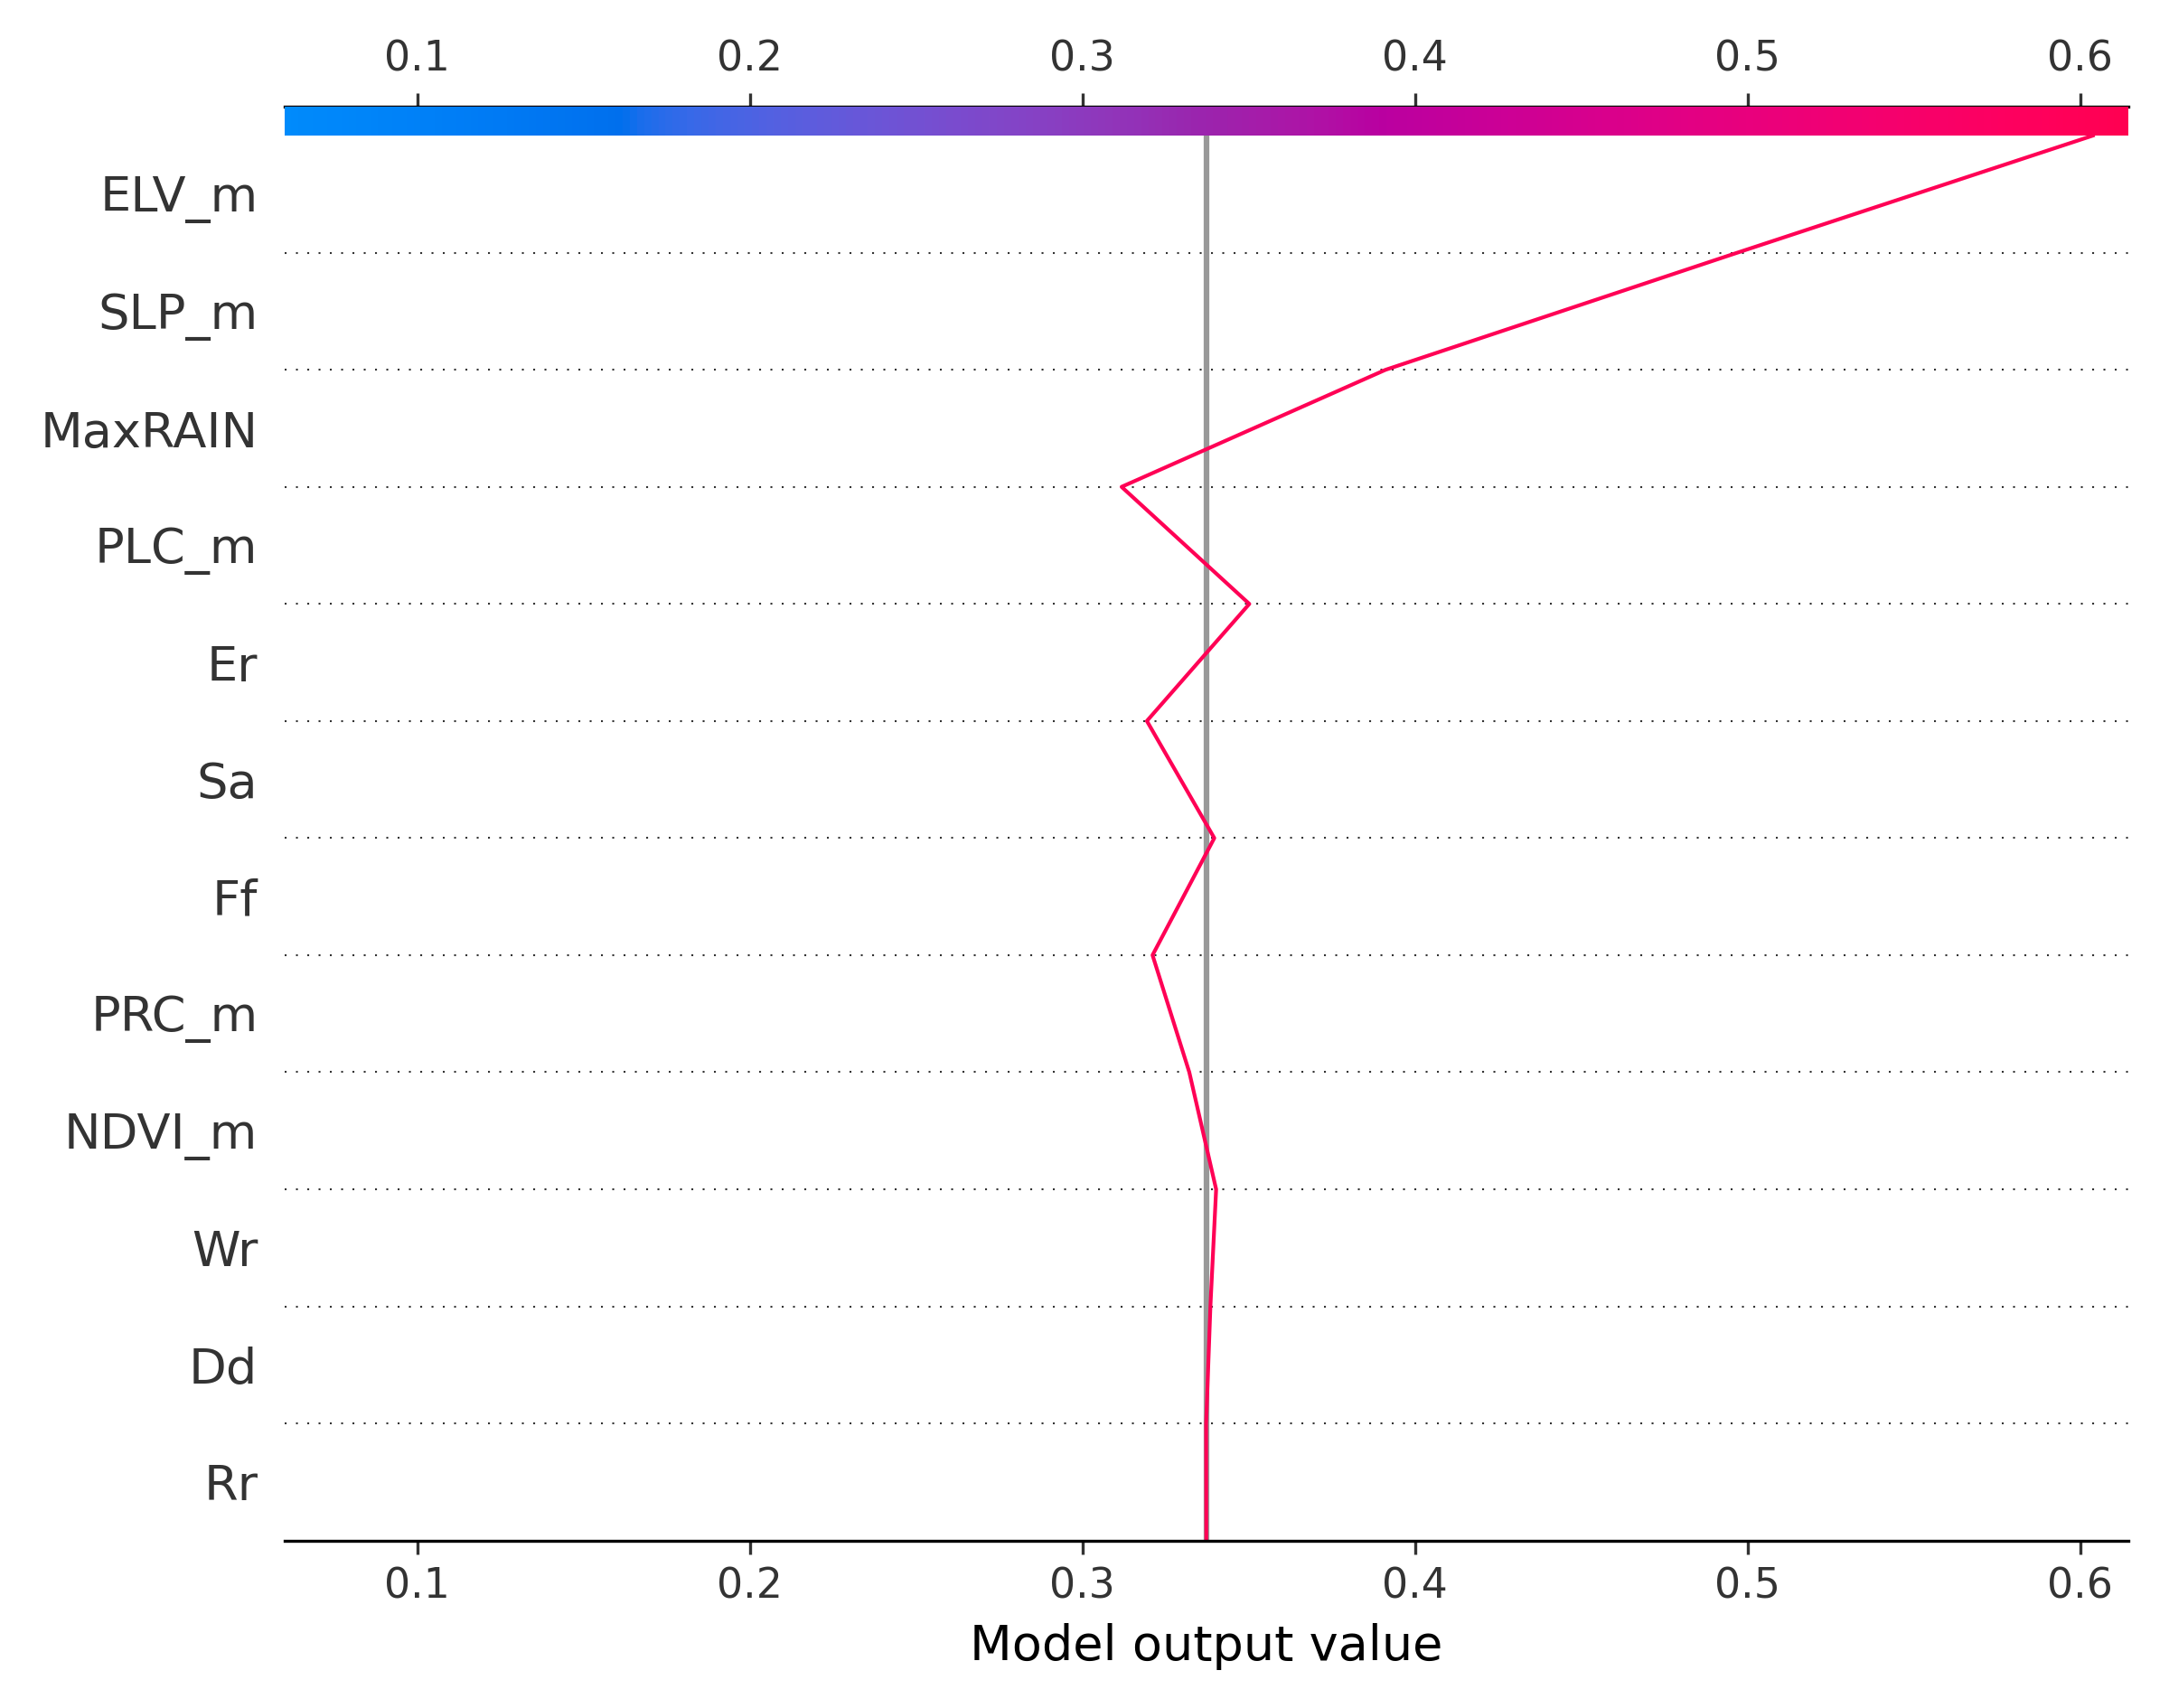 0.1 0.2 0.3 0.4 0.5 0.6
ELV_m
SLP_m
MaxRAIN
PLC_m
Er
Sa
Ff
PRC_m
NDVI_m
Wr
Dd
Rr
0.1 0.2 0.3 0.4 0.5 0.6
Model output value